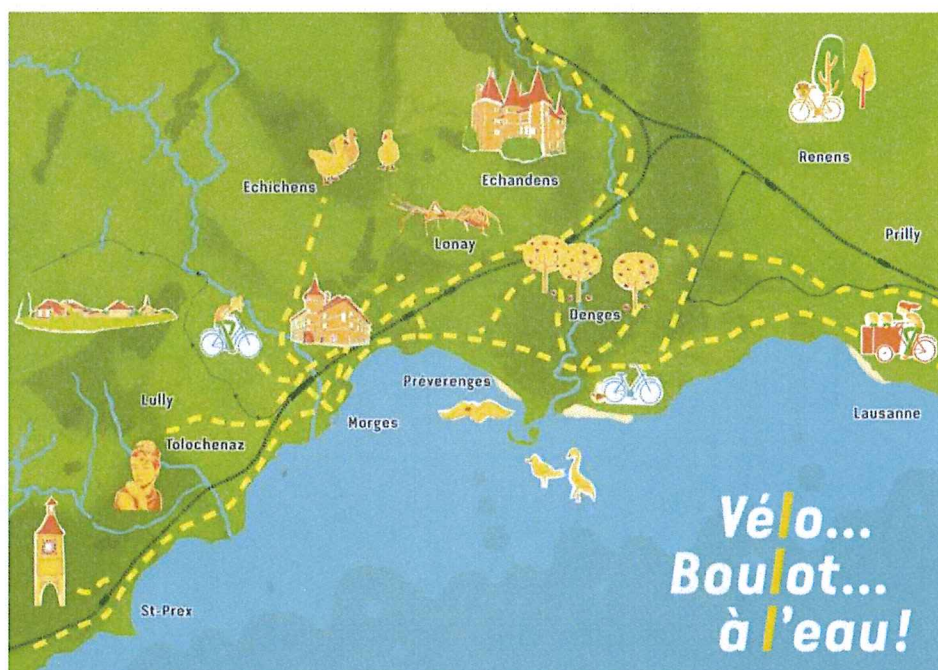 Renens
Echichens
Echandens
Lonay
Prilly
Denges
Préverenges
Lully
Morges
Lausanne
Tolochenaz
St-Prex
Vélo...
Boulot...
à l'eau!